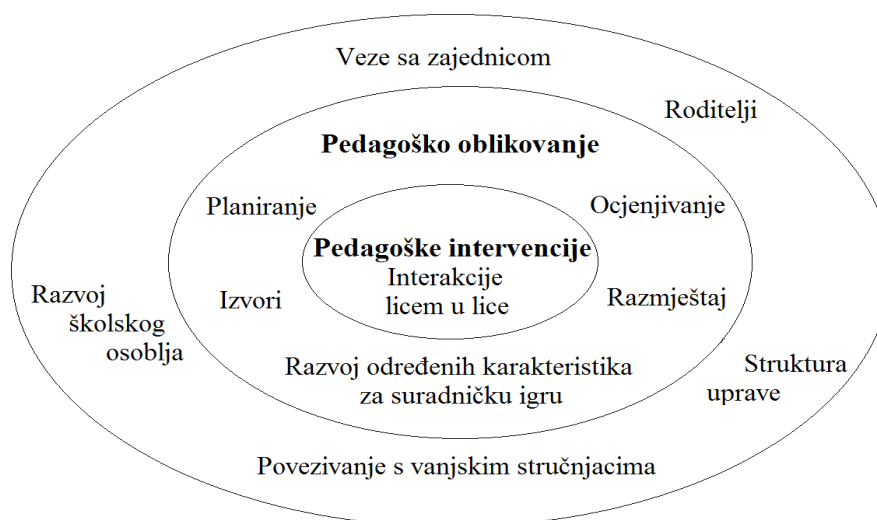 Veze sa zajednicom
Roditelji
Pedagoško oblikovanje
Planiranje
Ocjenjivanje
Pedagoške intervencije
Interakcije
licem u lice
Izvori
Razmještaj
Razvoj
školskog
osoblja
Razvoj određenih karakteristika
za suradničku igru
Struktura
uprave
Povezivanje s vanjskim stručnjacima